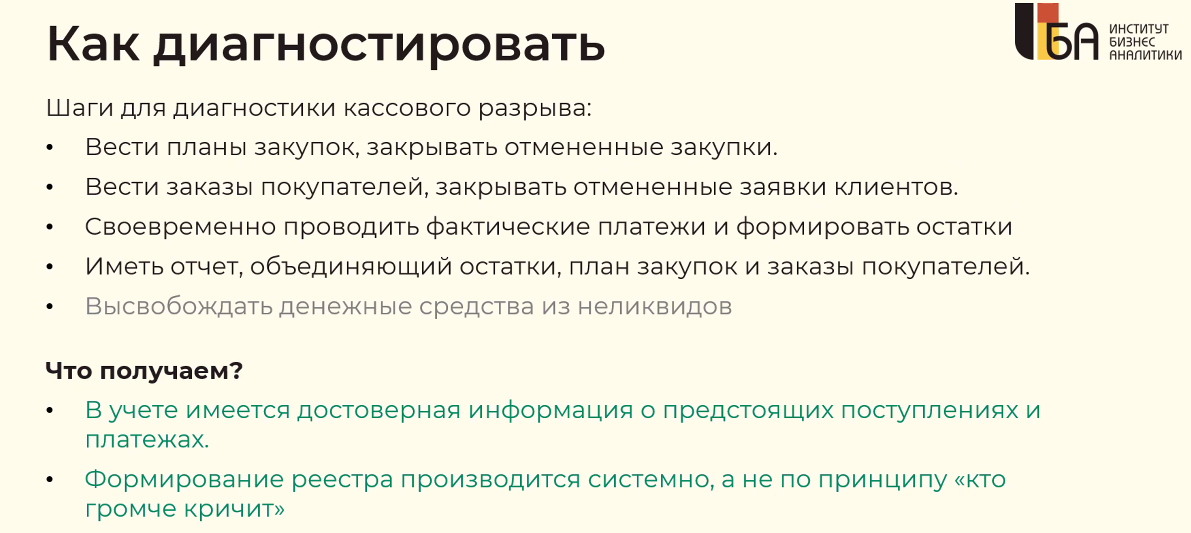 Как диагностировать
БА ИНСТИТУТ
БИЗНЕС
АНАЛИТИКИ
Шаги для диагностики кассового разрыва:
• Вести планы закупок, закрывать отмененные закупки.
• Вести заказы покупателей, закрывать отмененные заявки клиентов.
• Своевременно проводить фактические платежи и формировать остатки
• Иметь отчет, объединяющий остатки, план закупок и заказы покупателей.
• Высвобождать денежные средства из неликвидов
Что получаем?
• В учете имеется достоверная информация о предстоящих поступлениях и
платежах.
• Формирование реестра производится системно, а не по принципу «кто
громче кричит»